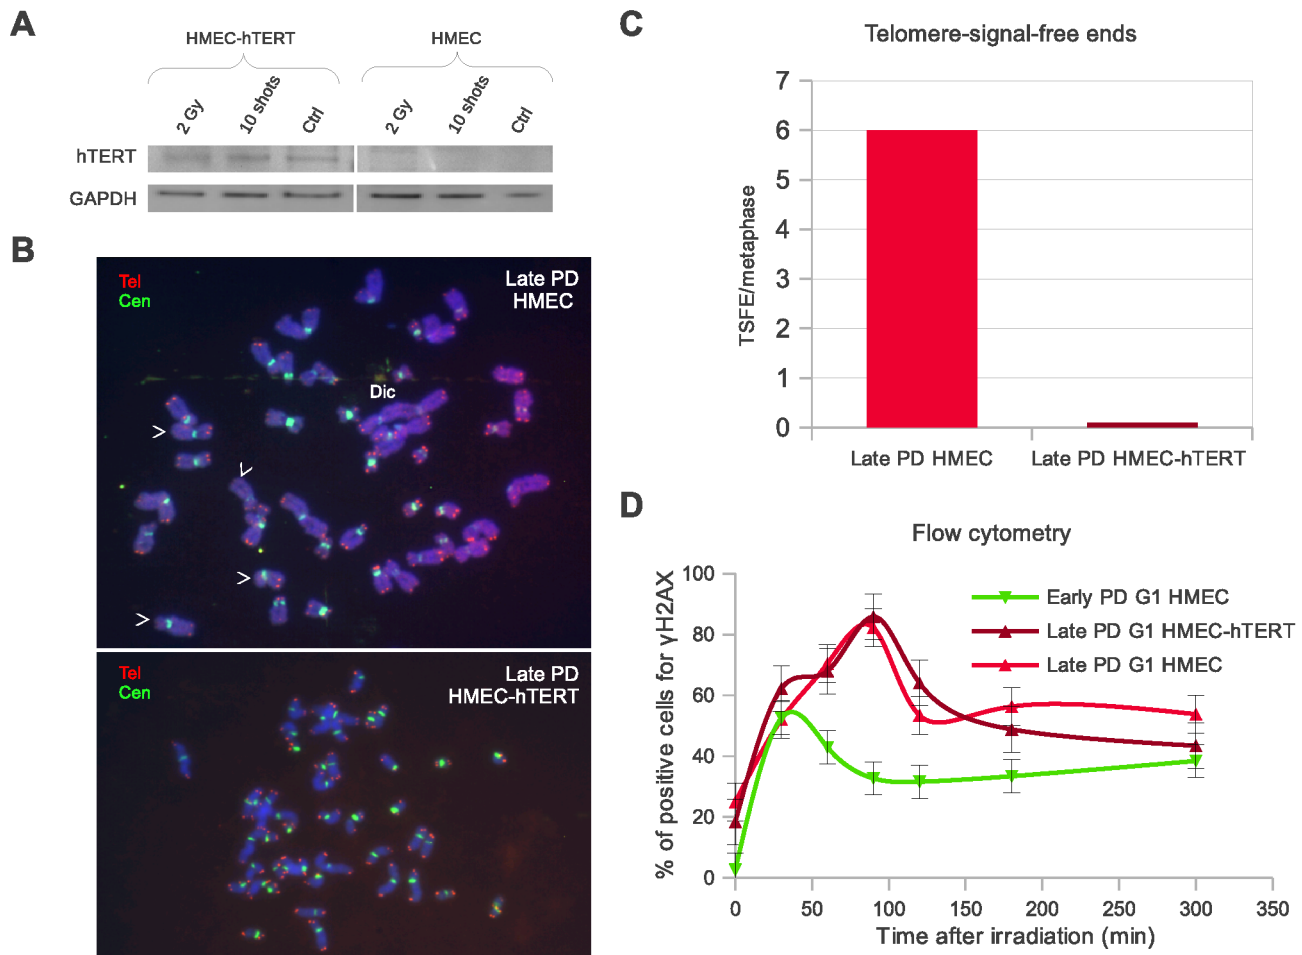 A
HMEC-hTERT
HMEC
2 Gy
10 shots
Ctrl
2 Gy
10 shots
Ctrl
hTERT
GAPDH
B
Tel
Cen
Late PD
HMEC
Dic
Tel
Cen
Late PD
HMEC-hTERT
C
Telomere-signal-free ends
TSFE/metaphase
7
6
5
4
3
2
1
0
Late PD HMEC
Late PD HMEC-hTERT
D
Flow cytometry
% of positive cells for γH2AX
100
80
60
40
20
0
Early PD G1 HMEC
Late PD G1 HMEC-hTERT
Late PD G1 HMEC
0 50 100 150 200 250 300 350
Time after irradiation (min)